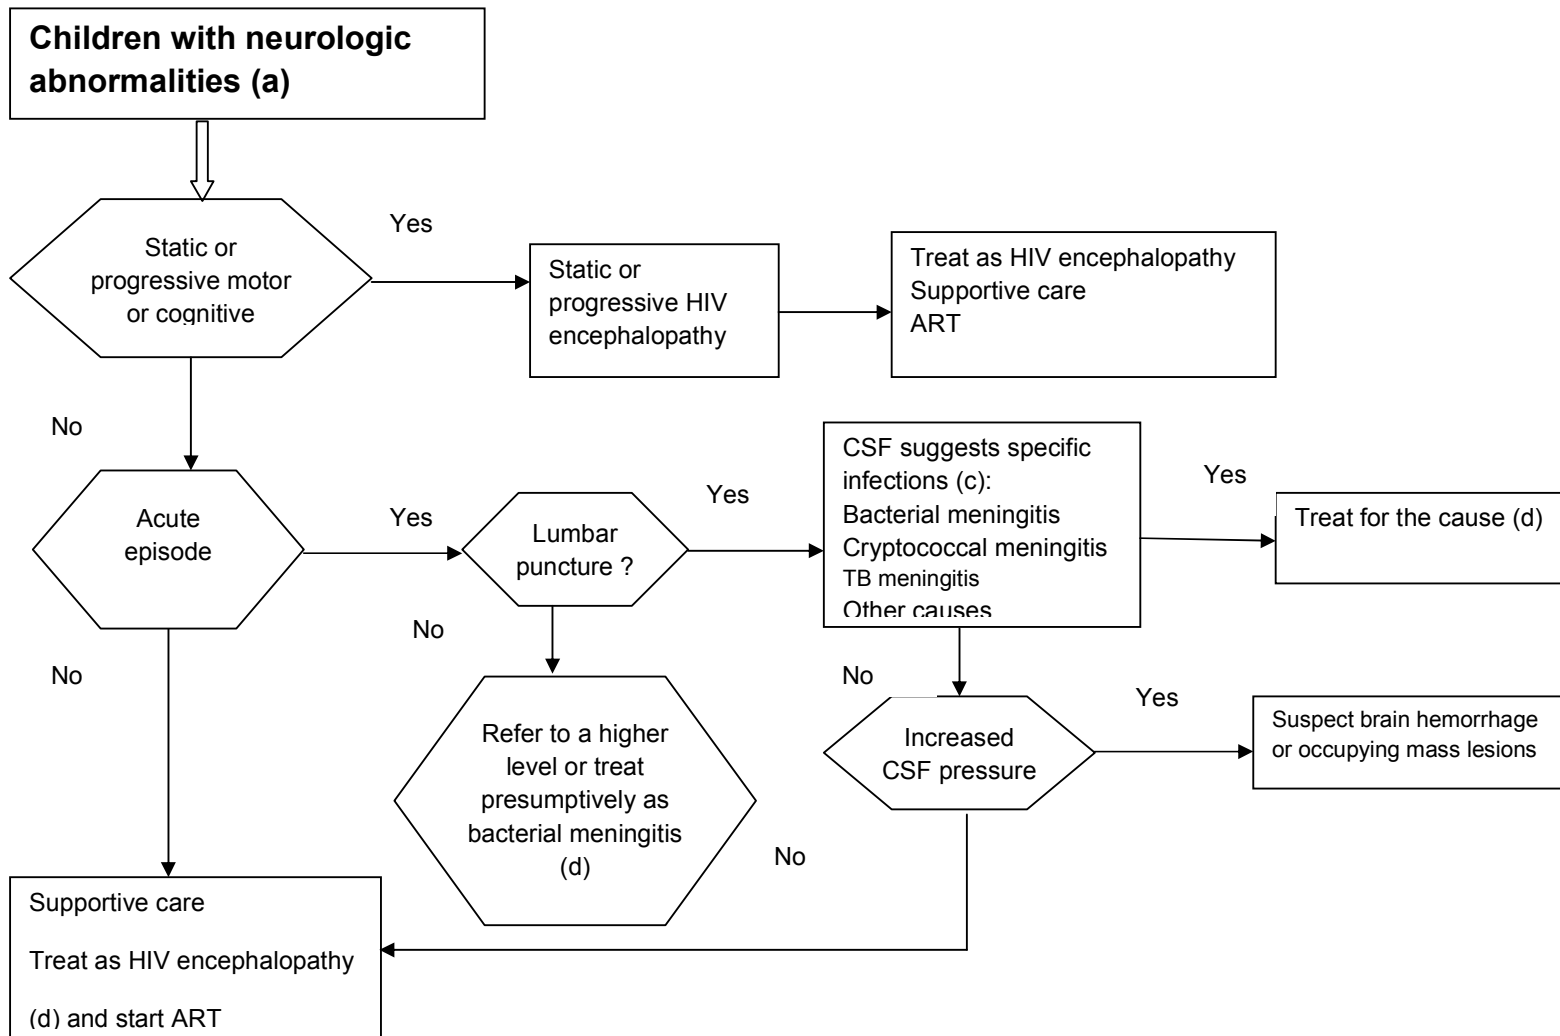 Children with neurologic
abnormalities (a)
Static or
progressive motor
or cognitive
Yes
Static or
progressive HIV
encephalopathy
Treat as HIV encephalopathy
Supportive care
ART
No
Acute
episode
Yes
Lumbar
puncture ?
Yes
CSF suggests specific
infections (c):
Bacterial meningitis
Cryptococcal meningitis
TB meningitis
Other causes
Yes
Treat for the cause (d)
No
No
Refer to a higher
level or treat
presumptively as
bacterial meningitis
(d)
No
Increased
CSF pressure
Yes
Suspect brain hemorrhage
or occupying mass lesions
No
Supportive care
Treat as HIV encephalopathy
(d) and start ART